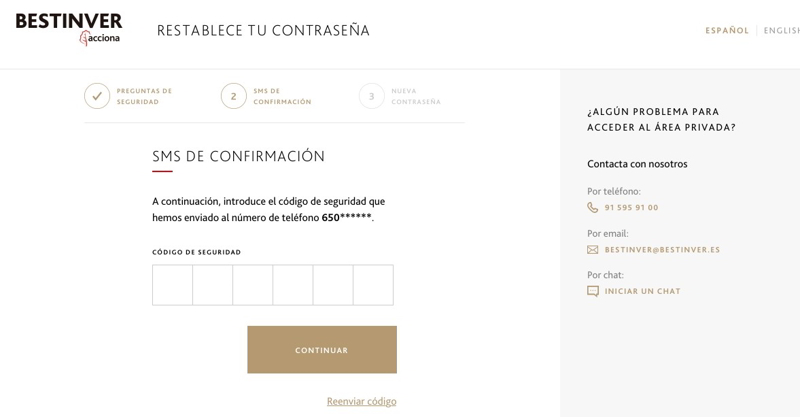 BESTINVER
acciona
RESTABLECE TU CONTRASEÑA
ESPAÑOL
ENGLISH
PREGUNTAS DE
SEGURIDAD
2
SMS DE
CONFIRMACIÓN
3
NUEVA
CONTRASEÑA
SMS DE CONFIRMACIÓN
A continuación, introduce el código de seguridad que
hemos enviado al número de teléfono 650******.
CÓDIGO DE SEGURIDAD
CONTINUAR
Reenviar código
¿ALGÚN PROBLEMA PARA
ACCEDER AL ÁREA PRIVADA?
Contacta con nosotros
Por teléfono:
91 595 91 00
Por email:
BESTINVER@BESTINVER.ES
Por chat:
INICIAR UN CHAT